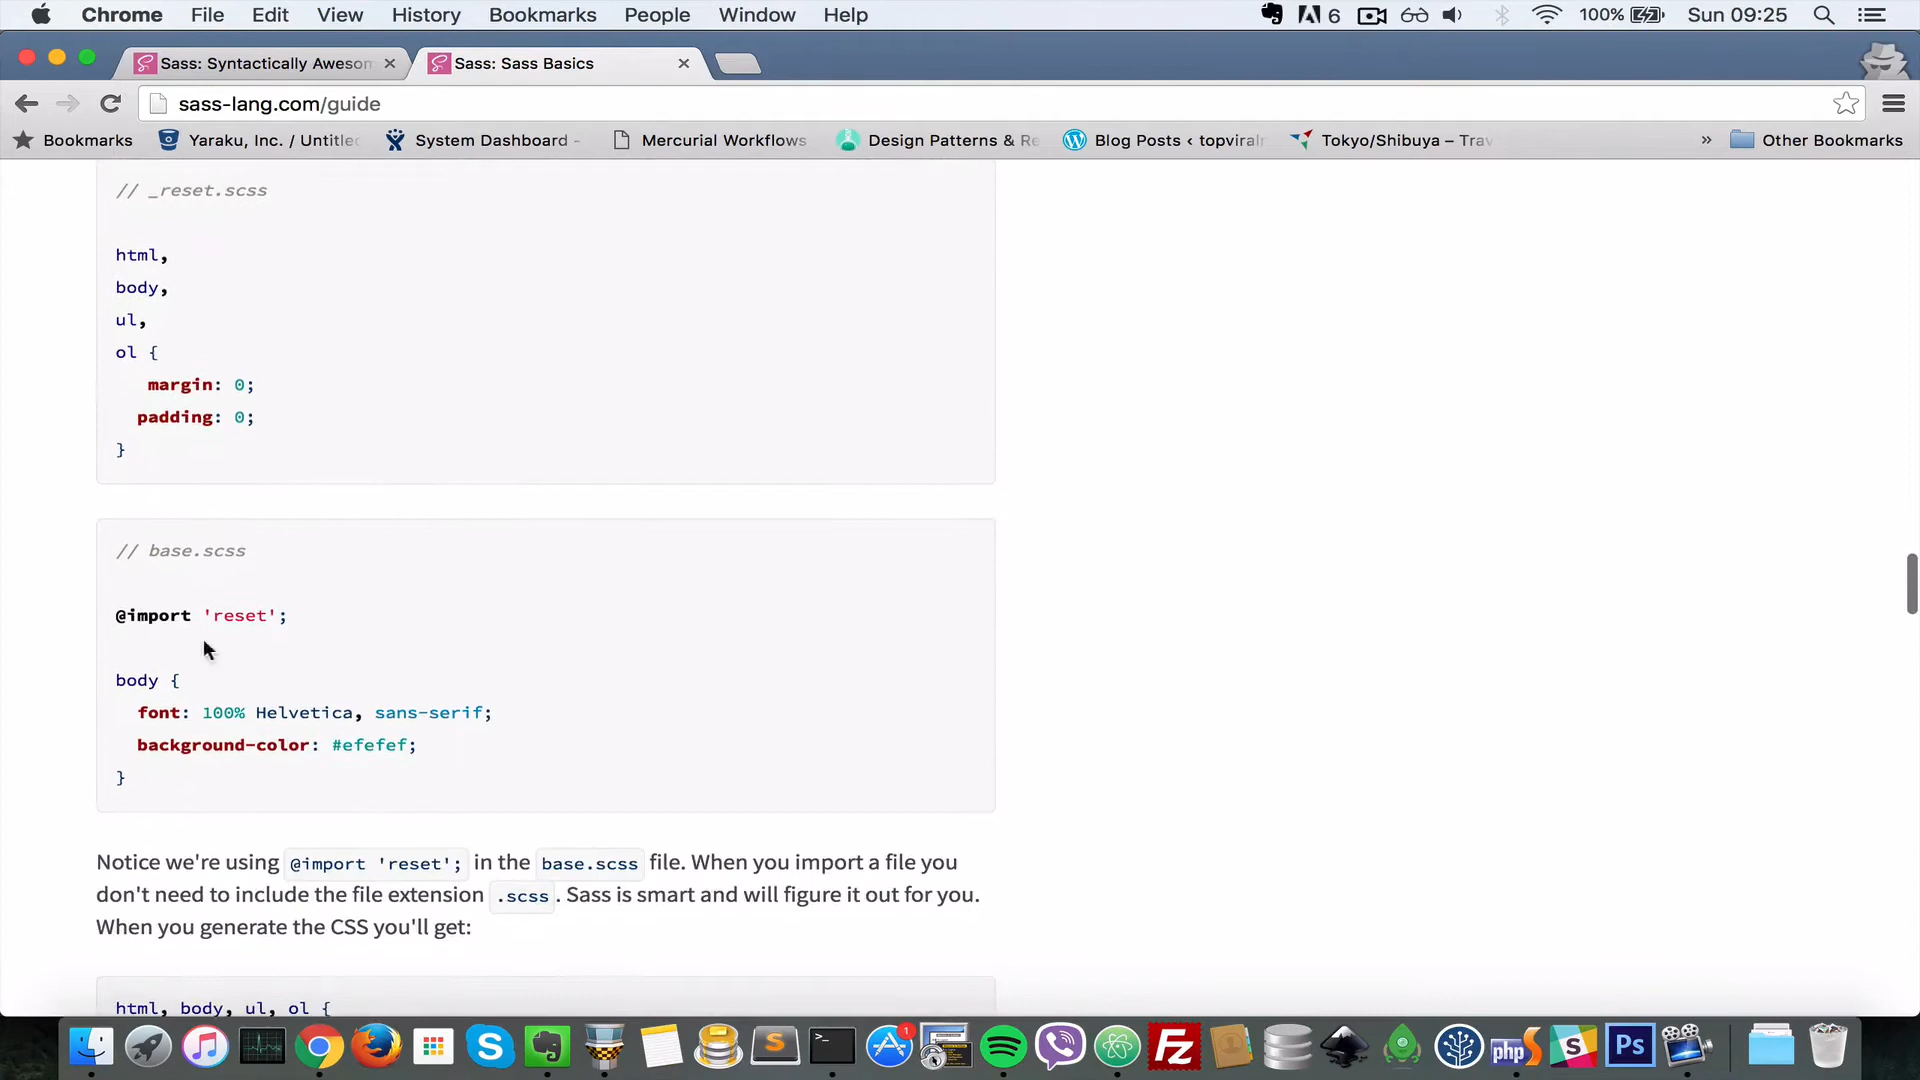 Chrome File Edit View History Bookmarks People Window Help 6 100% Sun 09:25
Sass: Syntactically Awesom Sass: Sass Basics
sass-lang.com/guide
Bookmarks Yaraku, Inc. / Untitled System Dashboard - Mercurial Workflows Design Patterns & Re Blog Posts ‹ topviral Tokyo/Shibuya – Trav » Other Bookmarks
// _reset.scss
html,
body,
ul,
ol {
margin: 0;
padding: 0;
}
// base.scss
@import 'reset';
body {
font: 100% Helvetica, sans-serif;
background-color: #efefef;
}
Notice we're using @import 'reset'; in the base.scss file. When you import a file you
don't need to include the file extension .scss. Sass is smart and will figure it out for you.
When you generate the CSS you'll get:
html, body, ul, ol {
1
php
Ps